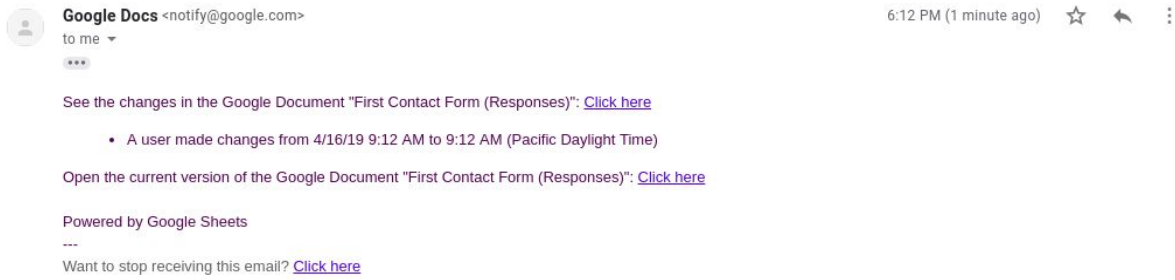 Google Docs <notify@google.com> 6:12 PM (1 minute ago)
to me
See the changes in the Google Document "First Contact Form (Responses)": Click here
• A user made changes from 4/16/19 9:12 AM to 9:12 AM (Pacific Daylight Time)
Open the current version of the Google Document "First Contact Form (Responses)": Click here
Powered by Google Sheets
---
Want to stop receiving this email? Click here